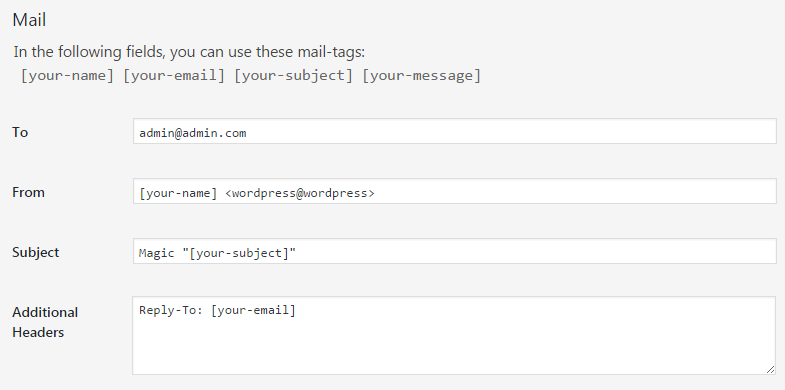 Mail
In the following fields, you can use these mail-tags:
[your-name] [your-email] [your-subject] [your-message]
To
admin@admin.com
From
[your-name] <wordpress@wordpress>
Subject
Magic "[your-subject]"
Additional
Headers
Reply-To: [your-email]